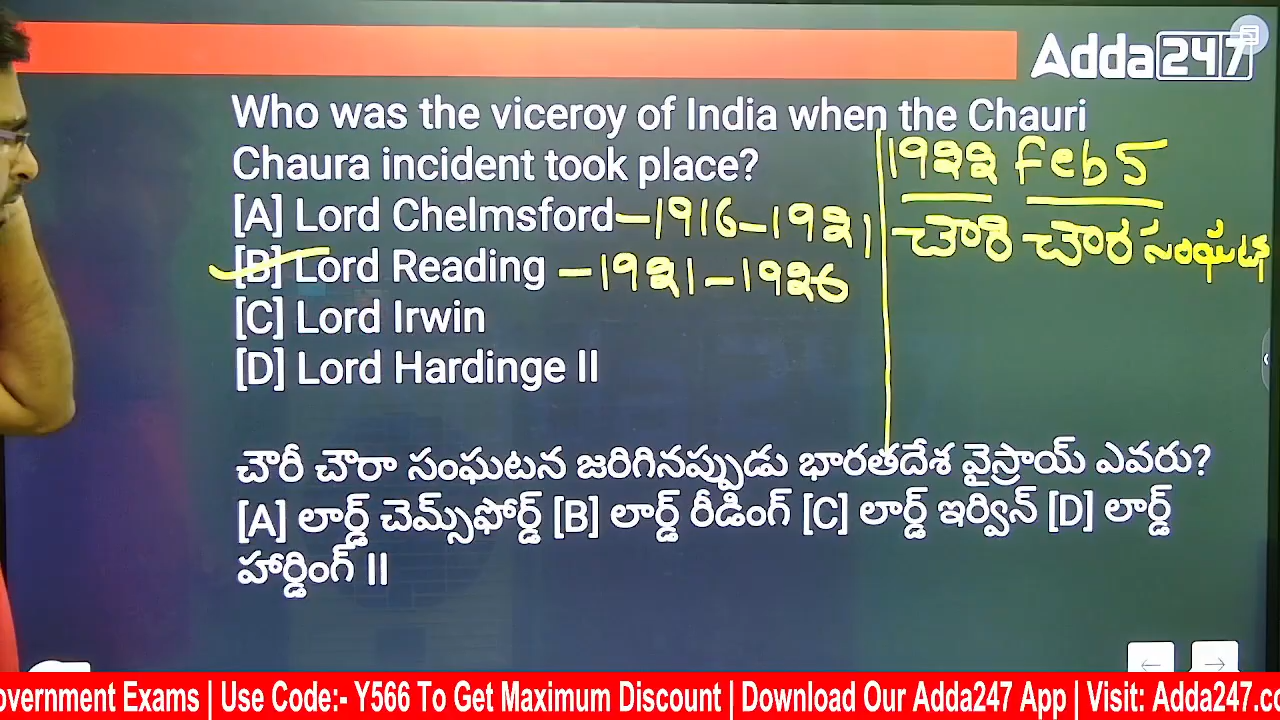 Adda247
Who was the viceroy of India when the Chauri
Chaura incident took place?
1922 Feb 5
[A] Lord Chelmsford – 1916 – 1921
చౌరి చౌర సంఘటన
[B] Lord Reading – 1921 – 1926
[C] Lord Irwin
[D] Lord Hardinge II
చౌరీ చౌరా సంఘటన జరిగినప్పుడు భారతదేశ వైస్రాయ్ ఎవరు?
[A] లార్డ్ చెమ్స్‌ఫోర్డ్ [B] లార్డ్ రీడింగ్ [C] లార్డ్ ఇర్విన్ [D] లార్డ్
హార్డింగ్ II
overnment Exams | Use Code:- Y566 To Get Maximum Discount | Download Our Adda247 App | Visit: Adda247.co